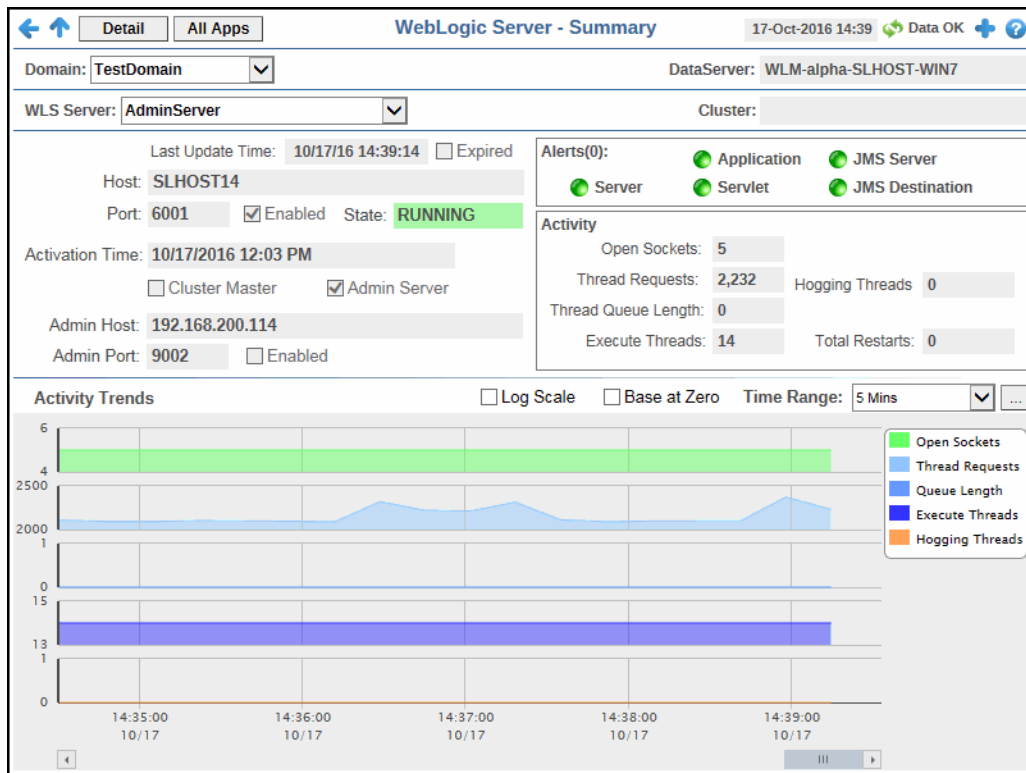 Detail All Apps WebLogic Server - Summary 17-Oct-2016 14:39 Data OK ?
Domain: TestDomain DataServer: WLM-alpha-SLHOST-WIN7
WLS Server: AdminServer Cluster:
Last Update Time: 10/17/16 14:39:14 Expired
Host: SLHOST14
Port: 6001 Enabled State: RUNNING
Activation Time: 10/17/2016 12:03 PM
Cluster Master Admin Server
Admin Host: 192.168.200.114
Admin Port: 9002 Enabled
Alerts(0): Application JMS Server
Server Servlet JMS Destination
Activity
Open Sockets: 5
Thread Requests: 2,232 Hogging Threads 0
Thread Queue Length: 0
Execute Threads: 14 Total Restarts: 0
Activity Trends Log Scale Base at Zero Time Range: 5 Mins ...
6
4
2500
2000
1
0
15
13
1
0
14:35:00 14:36:00 14:37:00 14:38:00 14:39:00
10/17 10/17 10/17 10/17 10/17
Open Sockets
Thread Requests
Queue Length
Execute Threads
Hogging Threads